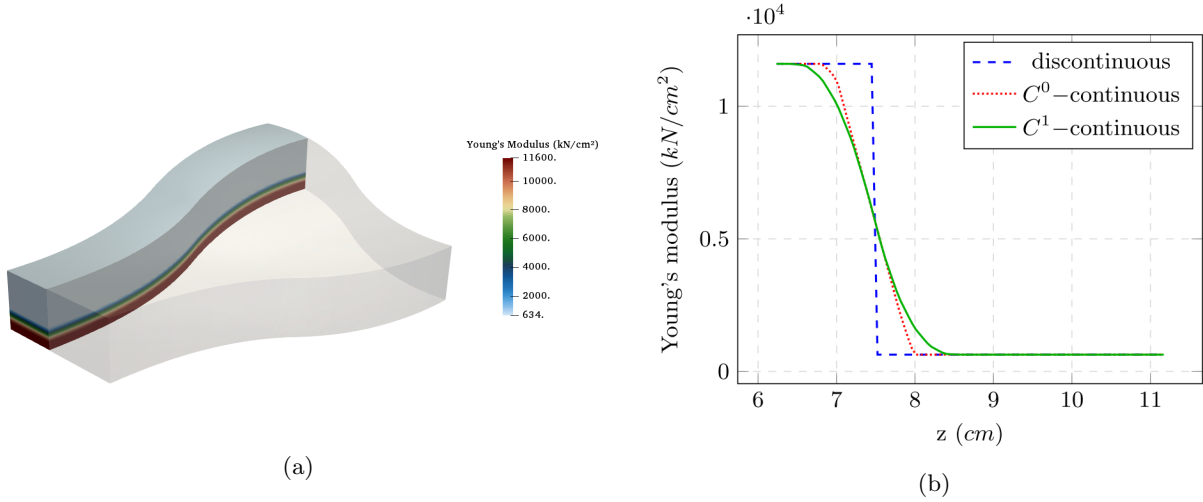 Young's Modulus (kN/cm²)
11600.
10000.
8000.
6000.
4000.
2000.
634.
(a)
·10⁴
discontinuous
C⁰−continuous
C¹−continuous
1
0.5
0
Young's modulus (kN/cm²)
6 7 8 9 10 11
z (cm)
(b)